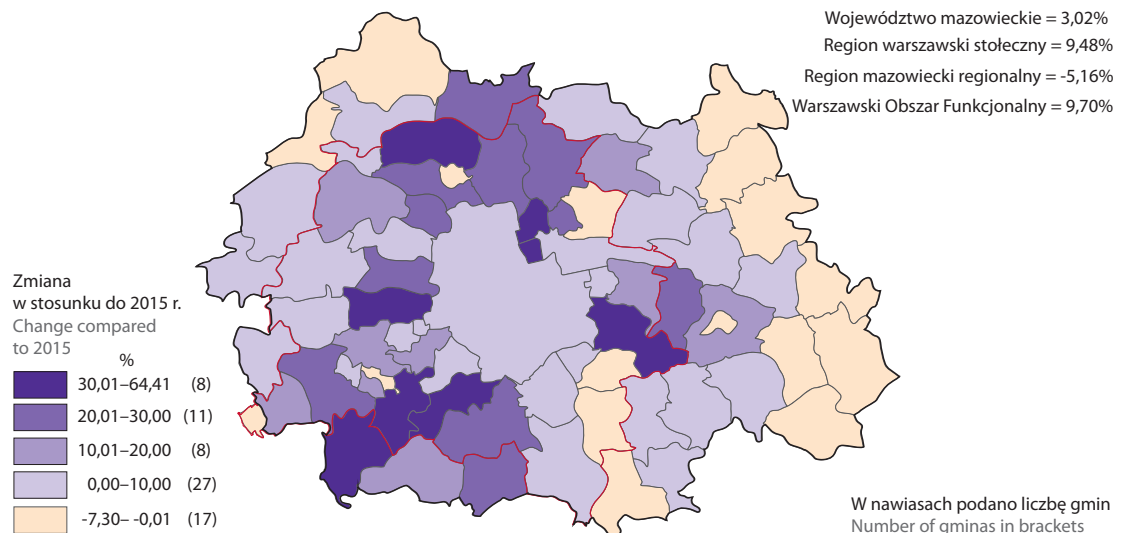 Województwo mazowieckie = 3,02%
Region warszawski stołeczny = 9,48%
Region mazowiecki regionalny = -5,16%
Warszawski Obszar Funkcjonalny = 9,70%
Zmiana
w stosunku do 2015 r.
Change compared
to 2015
%
30,01–64,41 (8)
20,01–30,00 (11)
10,01–20,00 (8)
0,00–10,00 (27)
-7,30– -0,01 (17)
W nawiasach podano liczbę gmin
Number of gminas in brackets